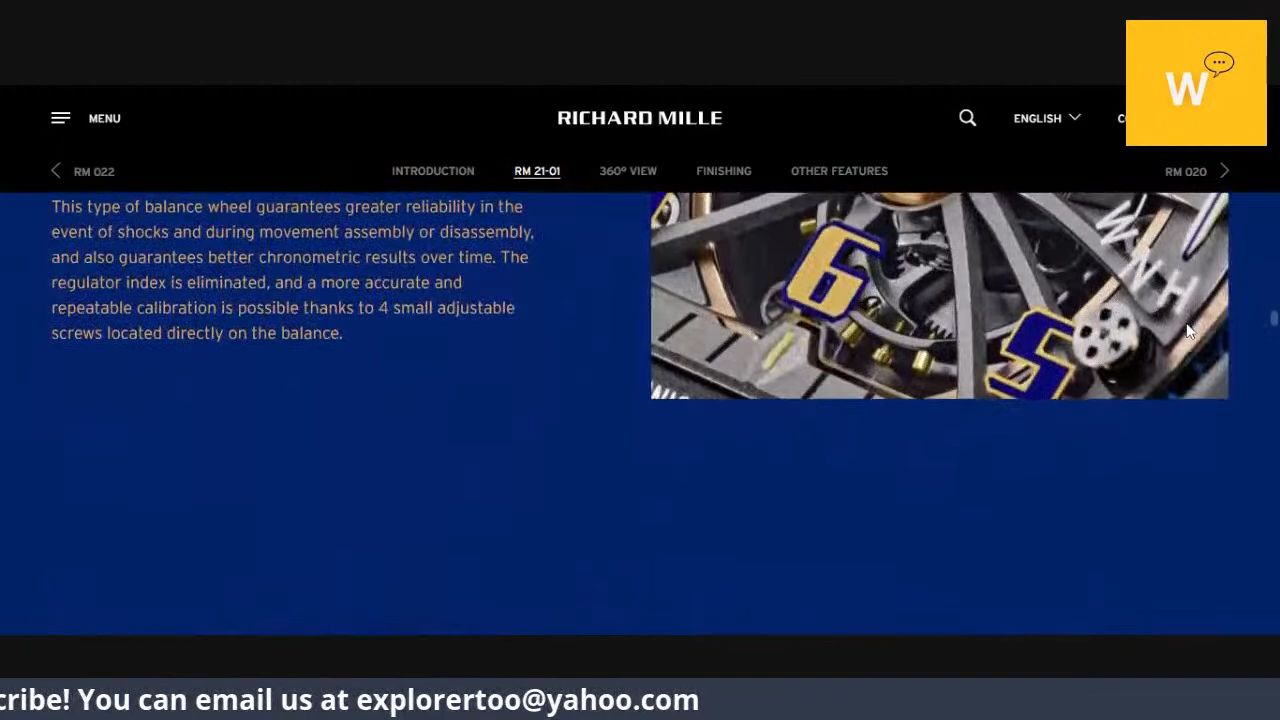 W
MENU
RICHARD MILLE
ENGLISH
RM 022
INTRODUCTION
RM 21-01
360º VIEW
FINISHING
OTHER FEATURES
RM 020
This type of balance wheel guarantees greater reliability in the
event of shocks and during movement assembly or disassembly,
and also guarantees better chronometric results over time. The
regulator index is eliminated, and a more accurate and
repeatable calibration is possible thanks to 4 small adjustable
screws located directly on the balance.
6
5
W
N
H
cribe! You can email us at explorertoo@yahoo.com